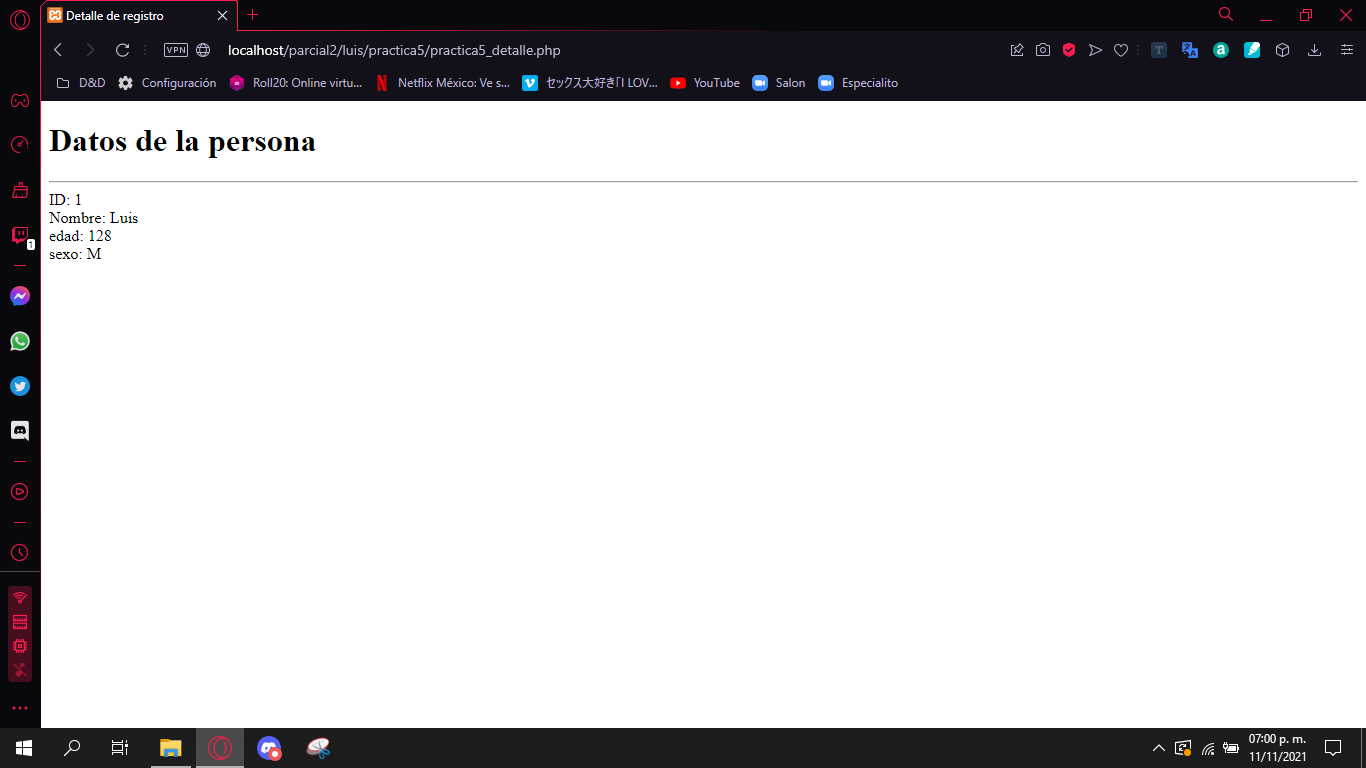 Detalle de registro
VPN
localhost/parcial2/luis/practica5/practica5_detalle.php
D&D
Configuración
Roll20: Online virtu...
Netflix México: Ve s...
セックス大好き「I LOV...
YouTube
Salon
Especialito
Datos de la persona
ID: 1
Nombre: Luis
edad: 128
sexo: M
1
07:00 p. m.
11/11/2021